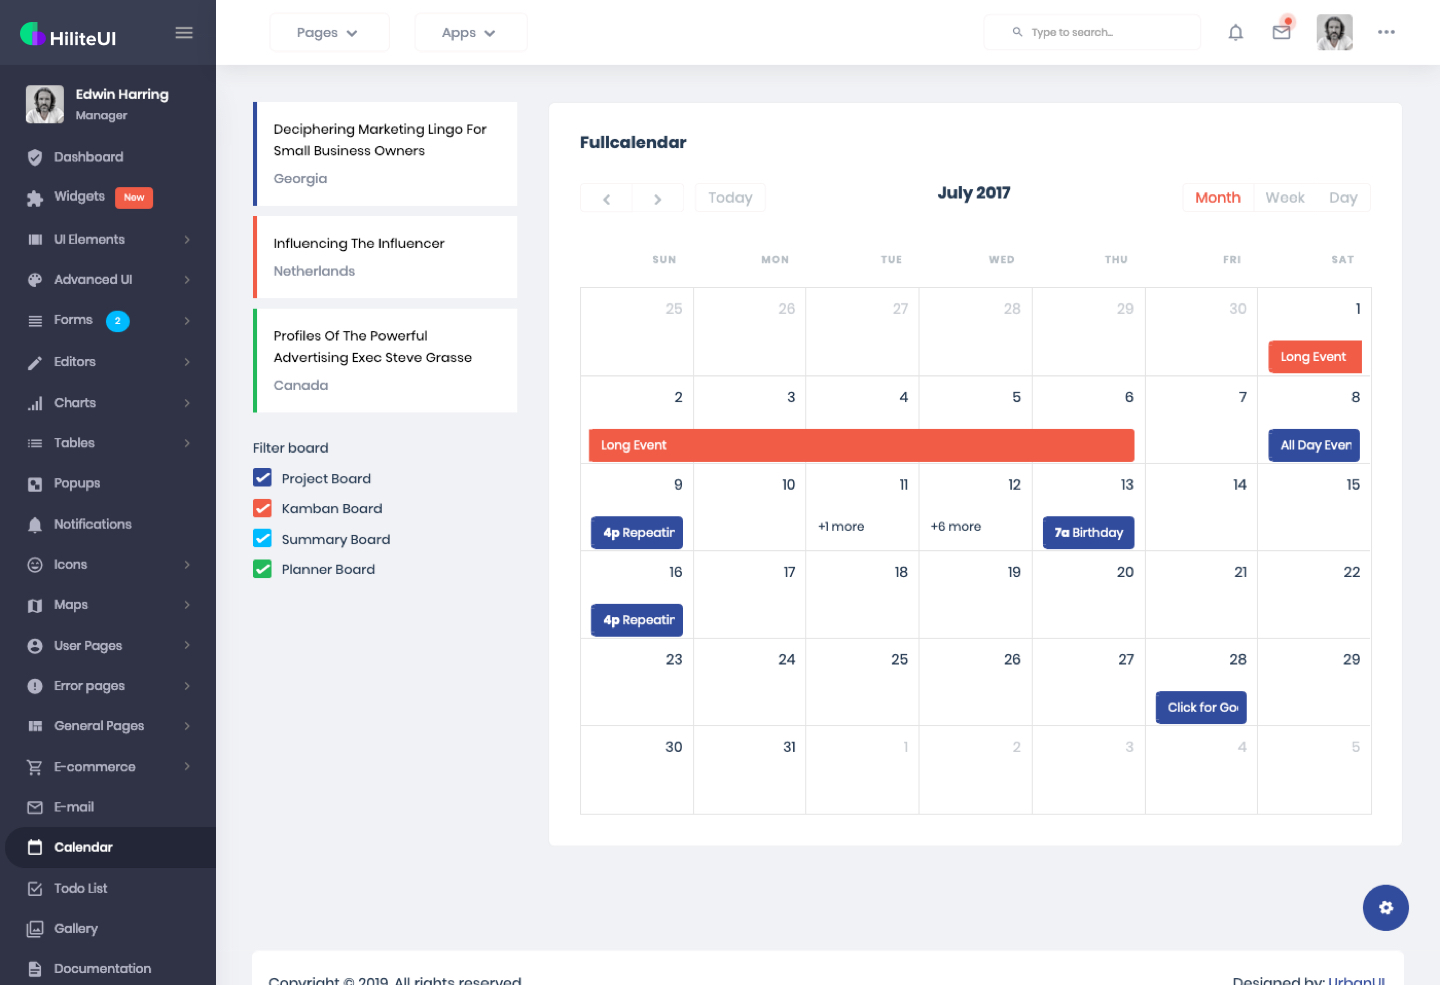 HiliteUI
Pages
Apps
Type to search...
Edwin Harring
Manager
Dashboard
Widgets New
UI Elements
Advanced UI
Forms 2
Editors
Charts
Tables
Popups
Notifications
Icons
Maps
User Pages
Error pages
General Pages
E-commerce
E-mail
Calendar
Todo List
Gallery
Documentation
Deciphering Marketing Lingo For
Small Business Owners
Georgia
Influencing The Influencer
Netherlands
Profiles Of The Powerful
Advertising Exec Steve Grasse
Canada
Filter board
Project Board
Kamban Board
Summary Board
Planner Board
Fullcalendar
Today
July 2017
Month Week Day
SUN MON TUE WED THU FRI SAT
25 26 27 28 29 30 1
Long Event
2 3 4 5 6 7 8
Long Event
All Day Even
9 10 11 12 13 14 15
4p Repeatin
+1 more
+6 more
7a Birthday
16 17 18 19 20 21 22
4p Repeatin
23 24 25 26 27 28 29
Click for Goo
30 31 1 2 3 4 5
Copyright © 2019. All rights reserved.
Designed by: UrbanUI